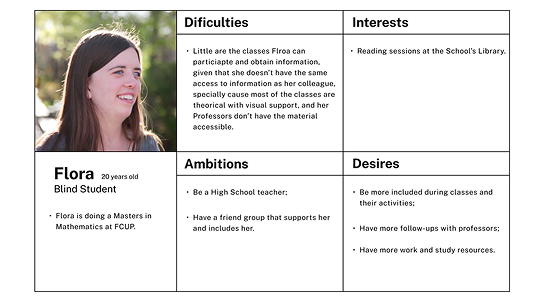 Dificulties
• Little are the classes Flroa can
particiapte and obtain information,
given that she doesn't have the same
access to information as her colleague,
specially cause most of the classes are
theorical with visual support, and her
Professors don't have the material
accessible.
Interests
• Reading sessions at the School's Library.
Flora 20 years old
Blind Student
• Flora is doing a Masters in
Mathematics at FCUP.
Ambitions
• Be a High School teacher;
• Have a friend group that supports her
and includes her.
Desires
• Be more included during classes and
their activities;
• Have more follow-ups with professors;
• Have more work and study resources.